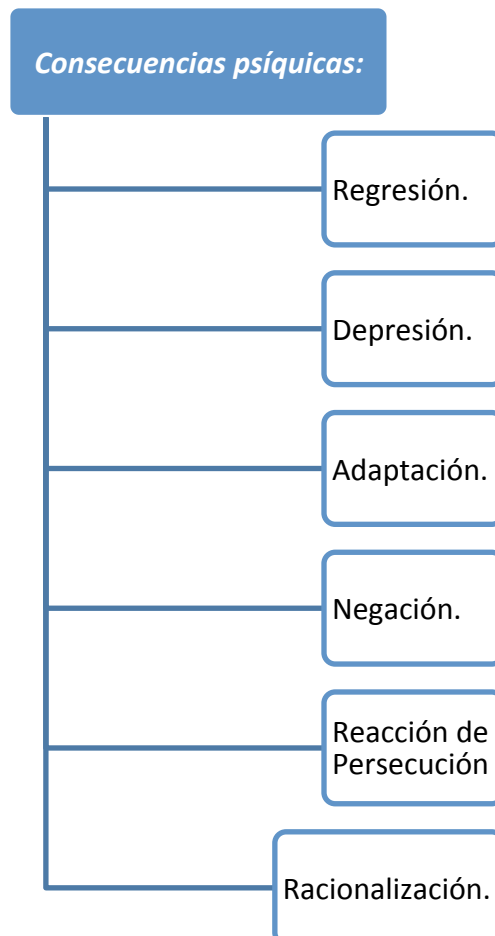 Consecuencias psíquicas:
Regresión.
Depresión.
Adaptación.
Negación.
Reacción de
Persecución
Racionalización.